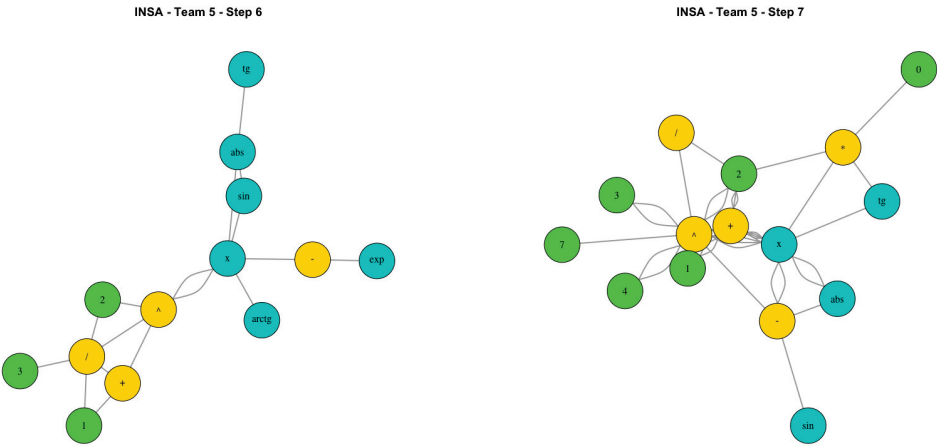 INSA - Team 5 - Step 6
tg
abs
sin
x
-
exp
arctg
2
^
/
3
+
1
INSA - Team 5 - Step 7
0
/
*
2
3
tg
+
^
x
7
1
4
abs
-
sin